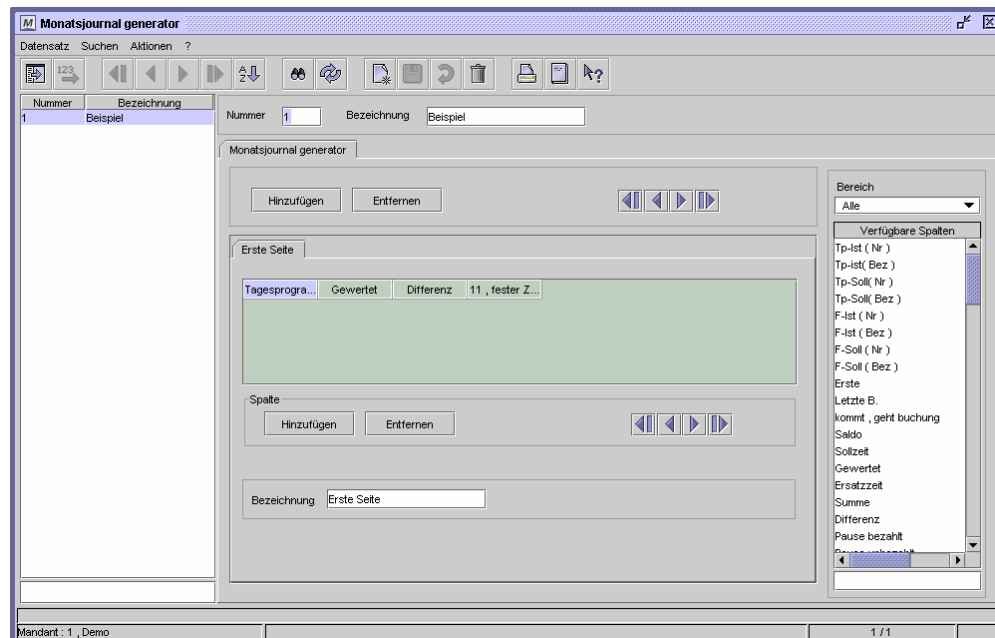 M Monatsjournal generator
Datensatz Suchen Aktionen ?
123
A
Z
?
Nummer Bezeichnung
1 Beispiel
Nummer 1 Bezeichnung Beispiel
Monatsjournal generator
Hinzufügen Entfernen
Erste Seite
Tagesprogra... Gewertet Differenz 11 , fester Z...
Spalte
Hinzufügen Entfernen
Bezeichnung Erste Seite
Bereich
Alle
Verfügbare Spalten
Tp-Ist ( Nr )
Tp-ist( Bez )
Tp-Soll( Nr )
Tp-Soll( Bez )
F-Ist ( Nr )
F-Ist ( Bez )
F-Soll ( Nr )
F-Soll ( Bez )
Erste
Letzte B.
kommt , geht buchung
Saldo
Sollzeit
Gewertet
Ersatzzeit
Summe
Differenz
Pause bezahlt
Mandant : 1 , Demo 1 / 1